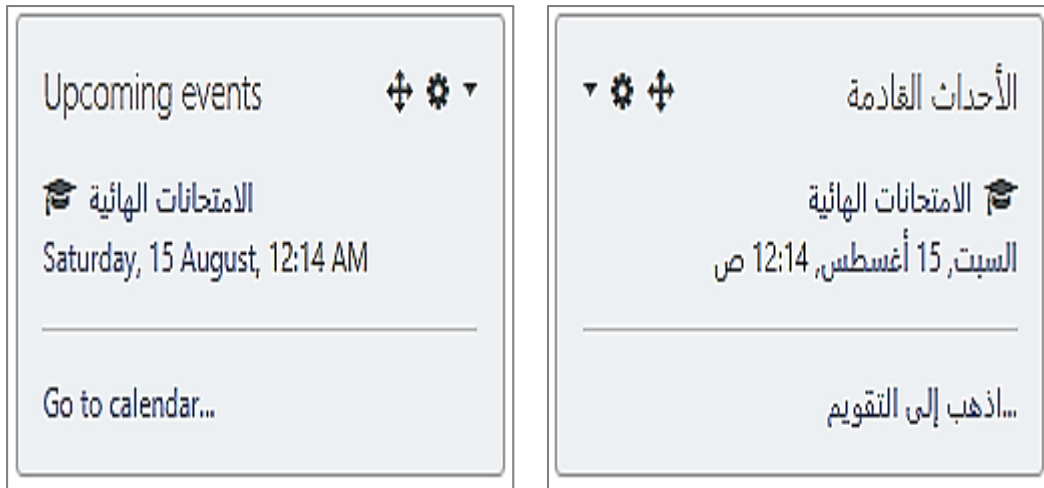 Upcoming events
الامتحانات الهائية
Saturday, 15 August, 12:14 AM
Go to calendar...
الأحداث القادمة
الامتحانات الهائية
السبت, 15 أغسطس, 12:14 ص
...اذهب إلى التقويم